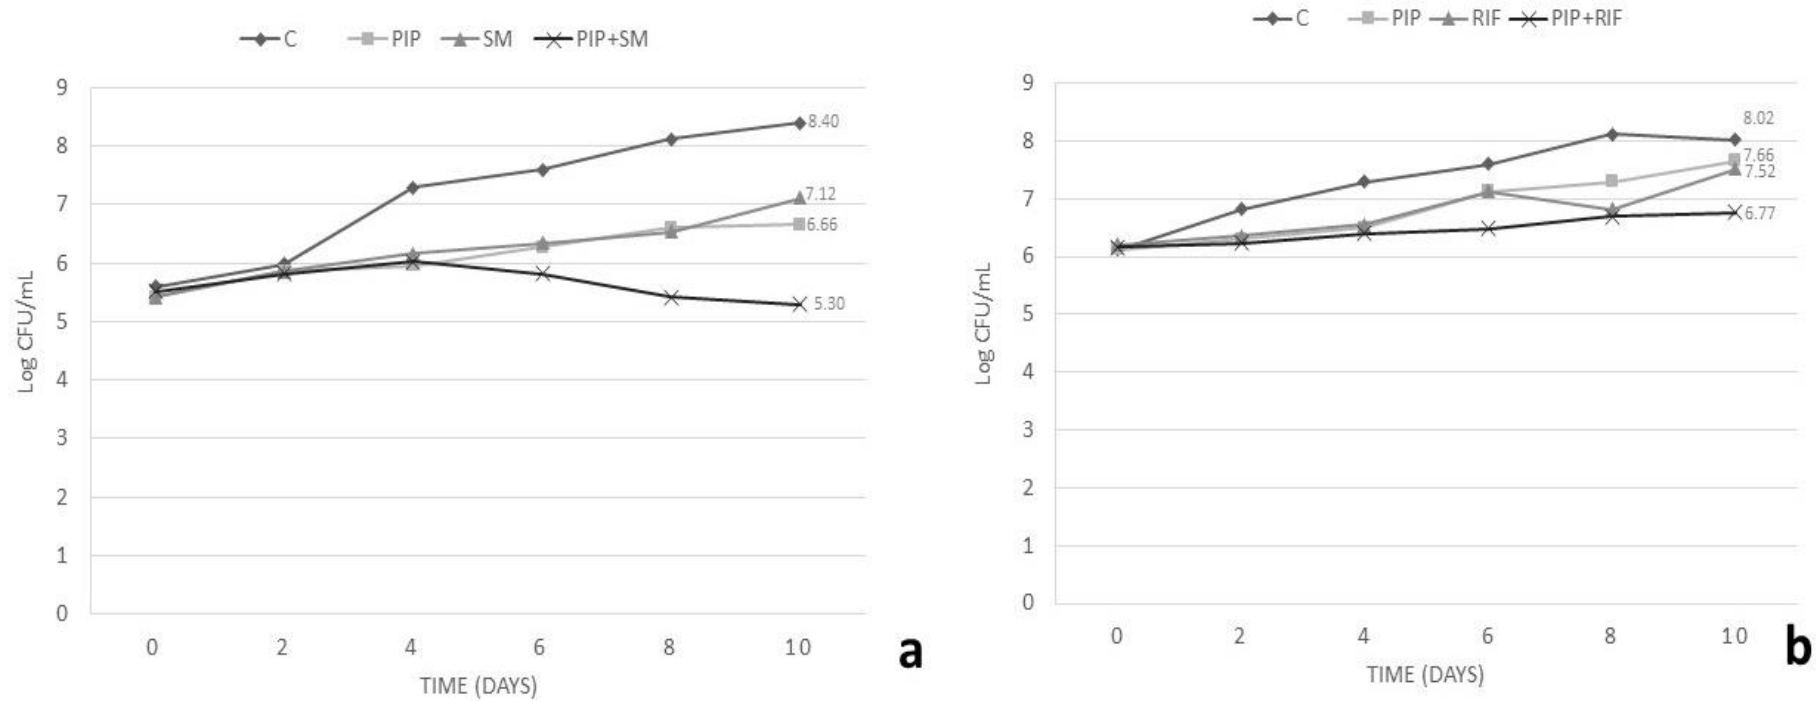 C PIP SM PIP+SM
9
8
7
6
5
4
3
2
1
0
8.40
7.12
6.66
5.30
Log CFU/mL
0 2 4 6 8 10
TIME (DAYS)
a
C PIP RIF PIP+RIF
9
8
7
6
5
4
3
2
1
0
8.02
7.66
7.52
6.77
Log CFU/mL
0 2 4 6 8 10
TIME (DAYS)
b